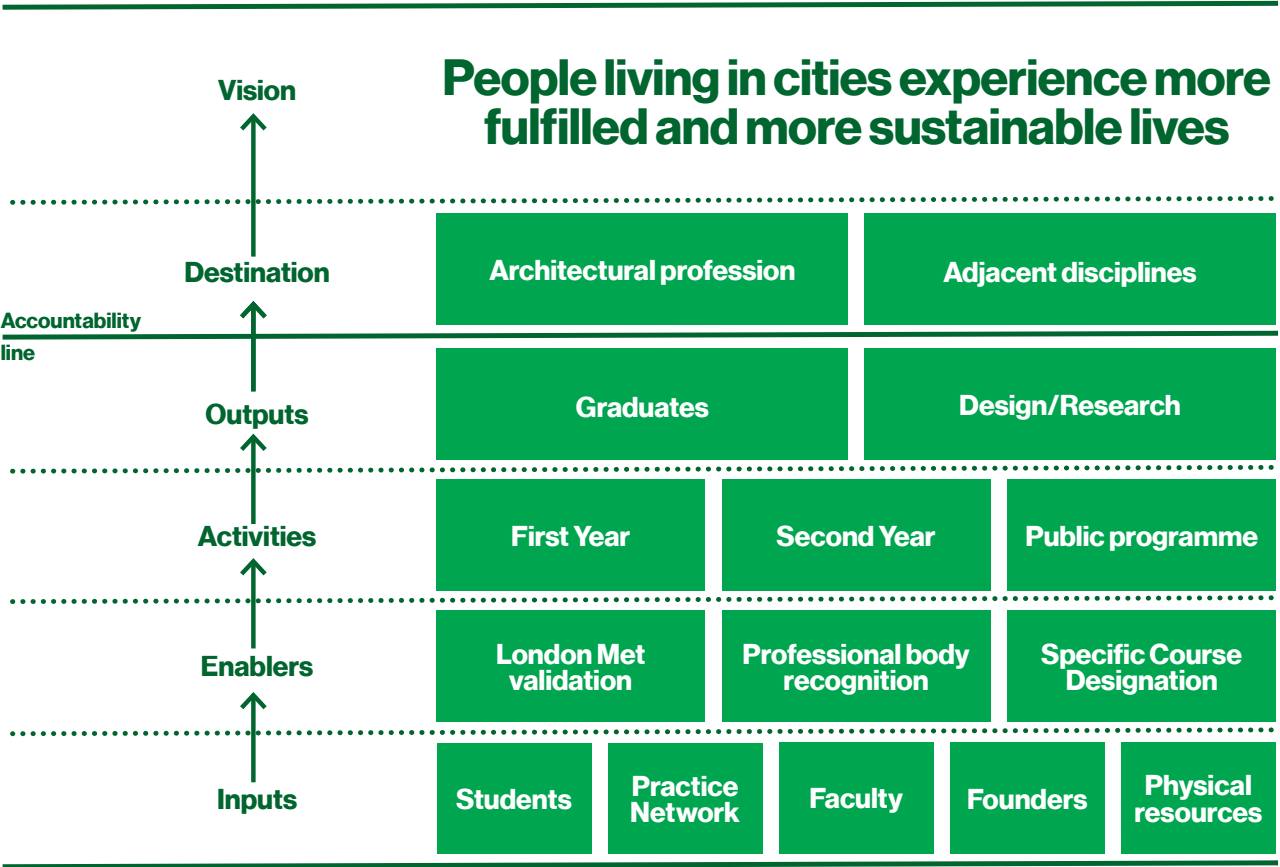 Vision
People living in cities experience more
fulfilled and more sustainable lives
Destination
Architectural profession
Adjacent disciplines
Accountability
line
Outputs
Graduates
Design/Research
Activities
First Year
Second Year
Public programme
Enablers
London Met
validation
Professional body
recognition
Specific Course
Designation
Inputs
Students
Practice
Network
Faculty
Founders
Physical
resources